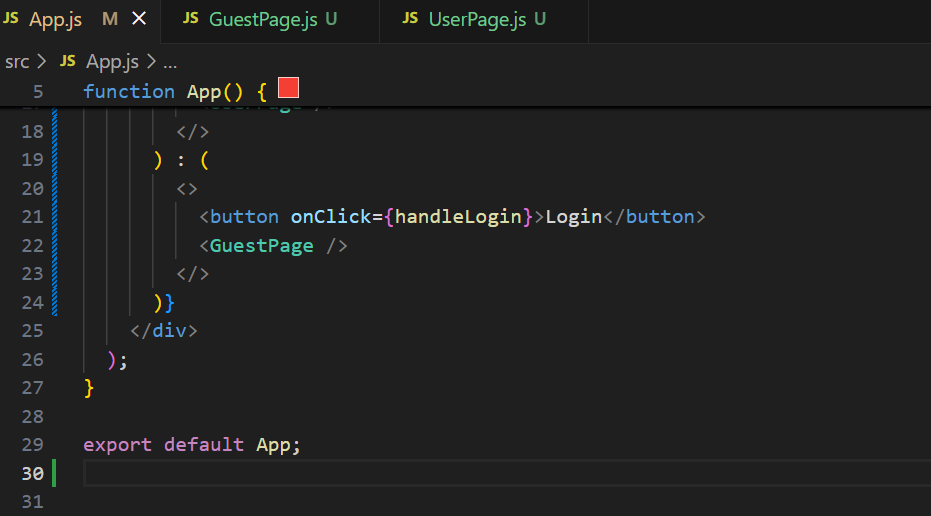 JS App.js M × JS GuestPage.js U JS UserPage.js U
src > JS App.js > ...
5 function App() {
18 </>
19 ) : (
20 <>
21 <button onClick={handleLogin}>Login</button>
22 <GuestPage />
23 </>
24 )}
25 </div>
26 );
27 }
28
29 export default App;
30
31